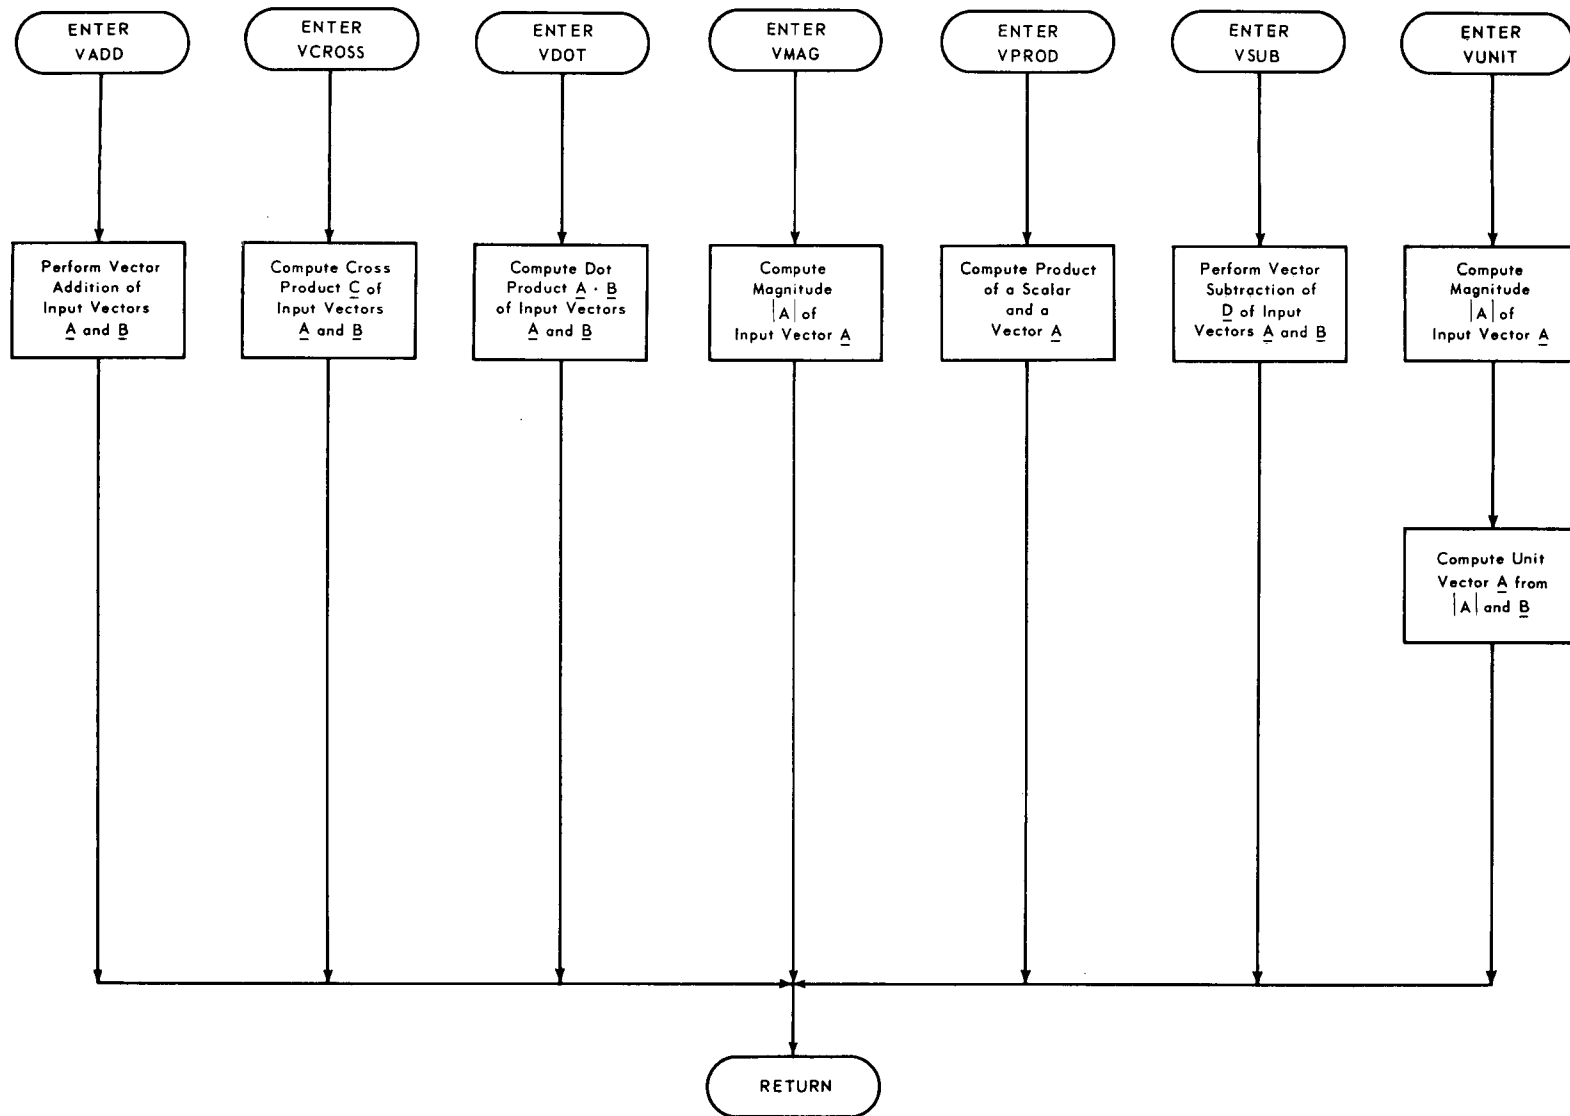 ENTER
VADD
ENTER
VCROSS
ENTER
VDOT
ENTER
VMAG
ENTER
VPROD
ENTER
VSUB
ENTER
VUNIT
Perform Vector
Addition of
Input Vectors
A and B
Compute Cross
Product C of
Input Vectors
A and B
Compute Dot
Product A · B
of Input Vectors
A and B
Compute
Magnitude
|A| of
Input Vector A
Compute Product
of a Scalar
and a
Vector A
Perform Vector
Subtraction of
D of Input
Vectors A and B
Compute
Magnitude
|A| of
Input Vector A
Compute Unit
Vector A from
|A| and B
RETURN